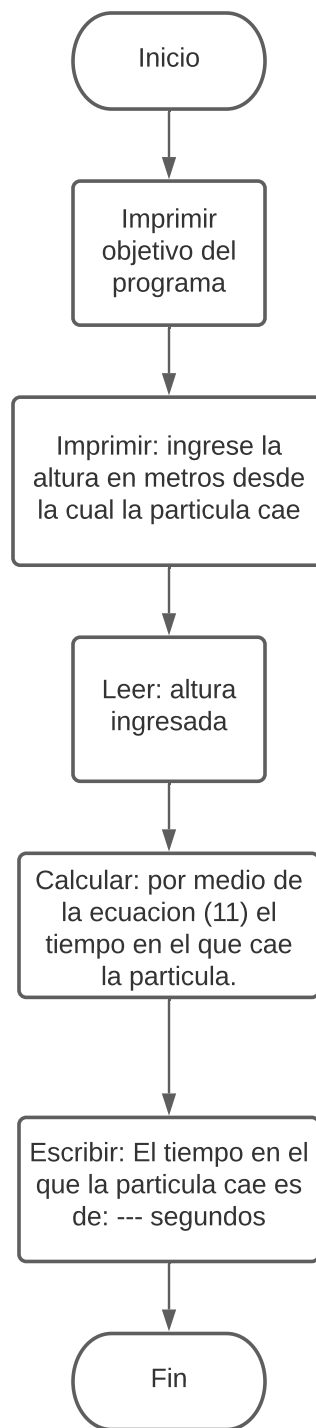 Inicio
Imprimir
objetivo del
programa
Imprimir: ingrese la
altura en metros desde
la cual la particula cae
Leer: altura
ingresada
Calcular: por medio de
la ecuacion (11) el
tiempo en el que cae
la particula.
Escribir: El tiempo en el
que la particula cae es
de: --- segundos
Fin